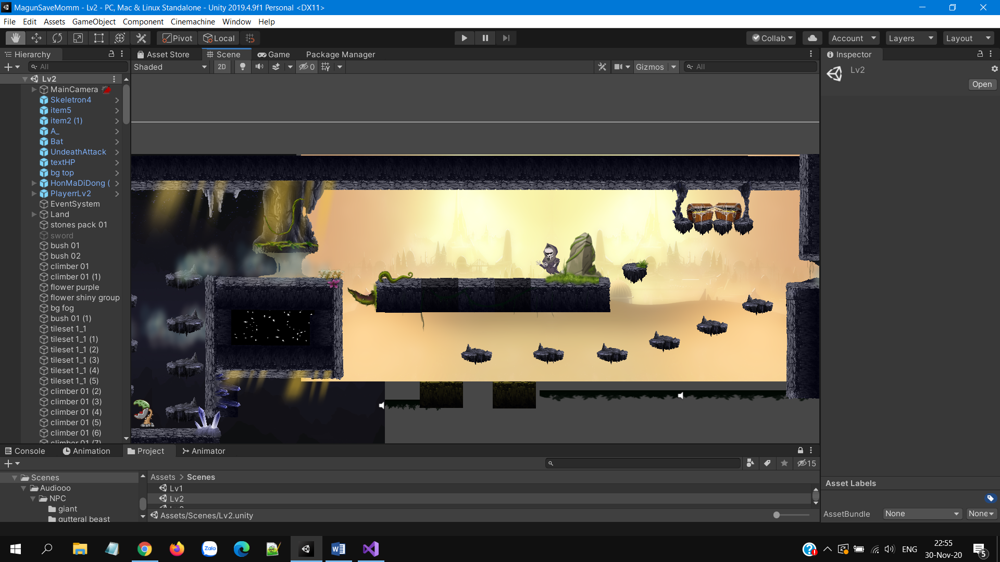 MagunSaveMomm - Lv2 - PC, Mac & Linux Standalone - Unity 2019.4.9f1 Personal <DX11>
File Edit Assets GameObject Component Cinemachine Window Help
Pivot Local Collab Account Layers Layout
Hierarchy
All
Asset Store Scene Game Package Manager
Shaded 2D 0 Gizmos All
Inspector
Lv2
Open
Lv2
MainCamera
Skeletron4
item5
item2 (1)
A_
Bat
UndeathAttack
textHP
bg top
HonMaDiDong (
PlayerrLv2
EventSystem
Land
stones pack 01
sword
bush 01
bush 02
climber 01
climber 01 (1)
flower purple
flower shiny group
bg fog
bush 01 (1)
tileset 1_1
tileset 1_1 (1)
tileset 1_1 (2)
tileset 1_1 (3)
tileset 1_1 (4)
tileset 1_1 (5)
climber 01 (2)
climber 01 (3)
climber 01 (4)
climber 01 (5)
climber 01 (6)
climber 01 (7)
Console Animation Project Animator
15
Scenes
Audiooo
NPC
giant
gutteral beast
Assets > Scenes
Lv1
Lv2
Assets/Scenes/Lv2.unity
Asset Labels
AssetBundle None None
Zalo
ENG
22:55
30-Nov-20
5